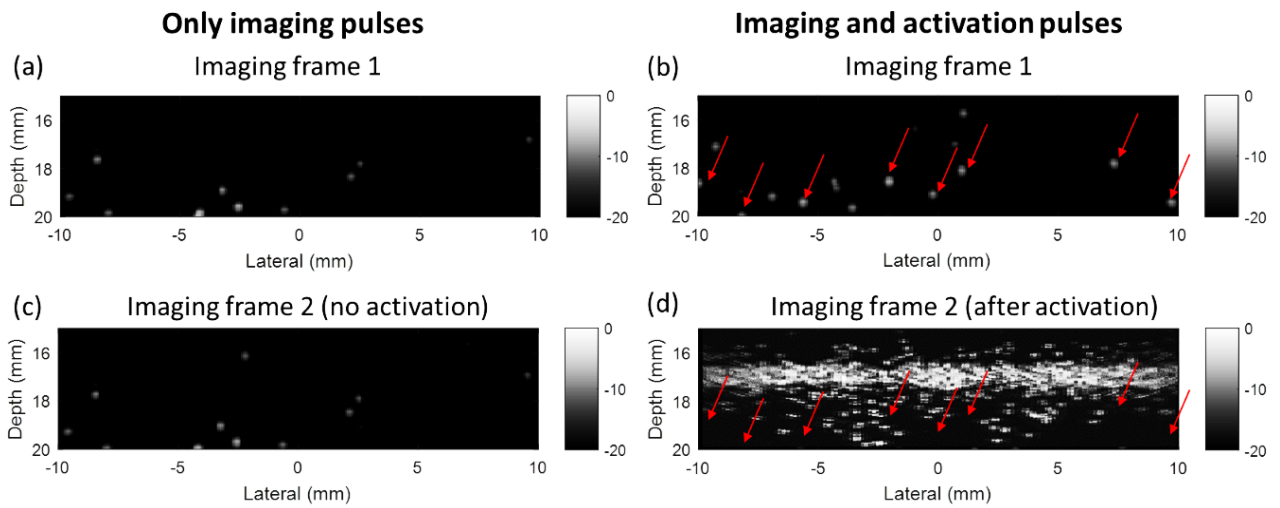 Only imaging pulses
Imaging and activation pulses
(a)
Imaging frame 1
Depth (mm)
16
18
20
-10
-5
0
5
10
Lateral (mm)
0
-10
-20
(b)
Imaging frame 1
Depth (mm)
16
18
20
-10
-5
0
5
10
Lateral (mm)
0
-10
-20
(c)
Imaging frame 2 (no activation)
Depth (mm)
16
18
20
-10
-5
0
5
10
Lateral (mm)
0
-10
-20
(d)
Imaging frame 2 (after activation)
Depth (mm)
16
18
20
-10
-5
0
5
10
Lateral (mm)
0
-10
-20